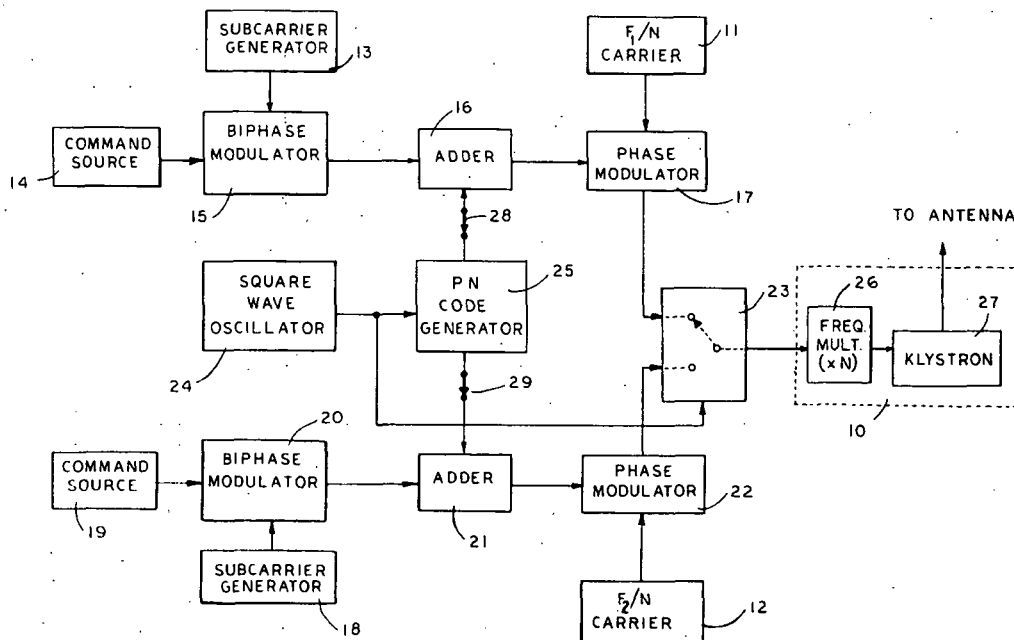 SUBCARRIER
GENERATOR
13
F1/N
CARRIER
11
COMMAND
SOURCE
14
BIPHASE
MODULATOR
15
16
ADDER
PHASE
MODULATOR
17
28
TO ANTENNA
SQUARE
WAVE
OSCILLATOR
24
PN
CODE
GENERATOR
25
23
26
FREQ.
MULT.
(xN)
27
KLYSTRON
10
29
20
COMMAND
SOURCE
19
BIPHASE
MODULATOR
ADDER
21
PHASE
MODULATOR
22
SUBCARRIER
GENERATOR
18
F2/N
CARRIER
12